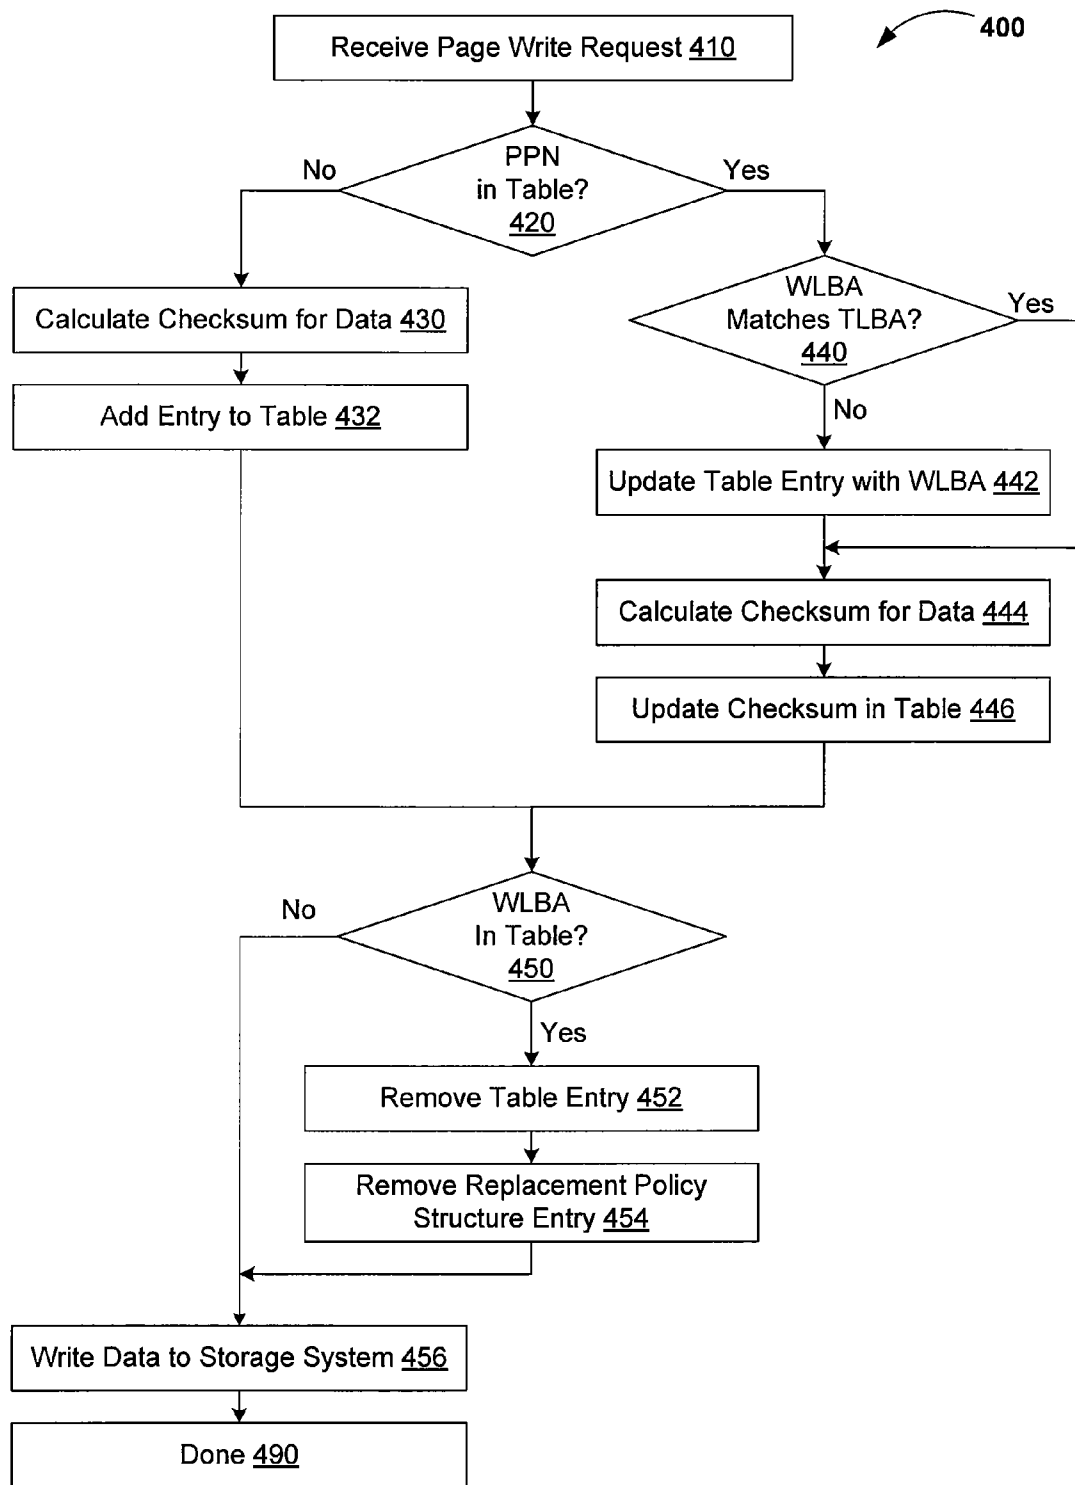 400
Receive Page Write Request 410
PPN
in Table?
420
No
Yes
WLBA
Matches TLBA?
440
Yes
No
Calculate Checksum for Data 430
Add Entry to Table 432
Update Table Entry with WLBA 442
Calculate Checksum for Data 444
Update Checksum in Table 446
WLBA
In Table?
450
No
Yes
Remove Table Entry 452
Remove Replacement Policy
Structure Entry 454
Write Data to Storage System 456
Done 490